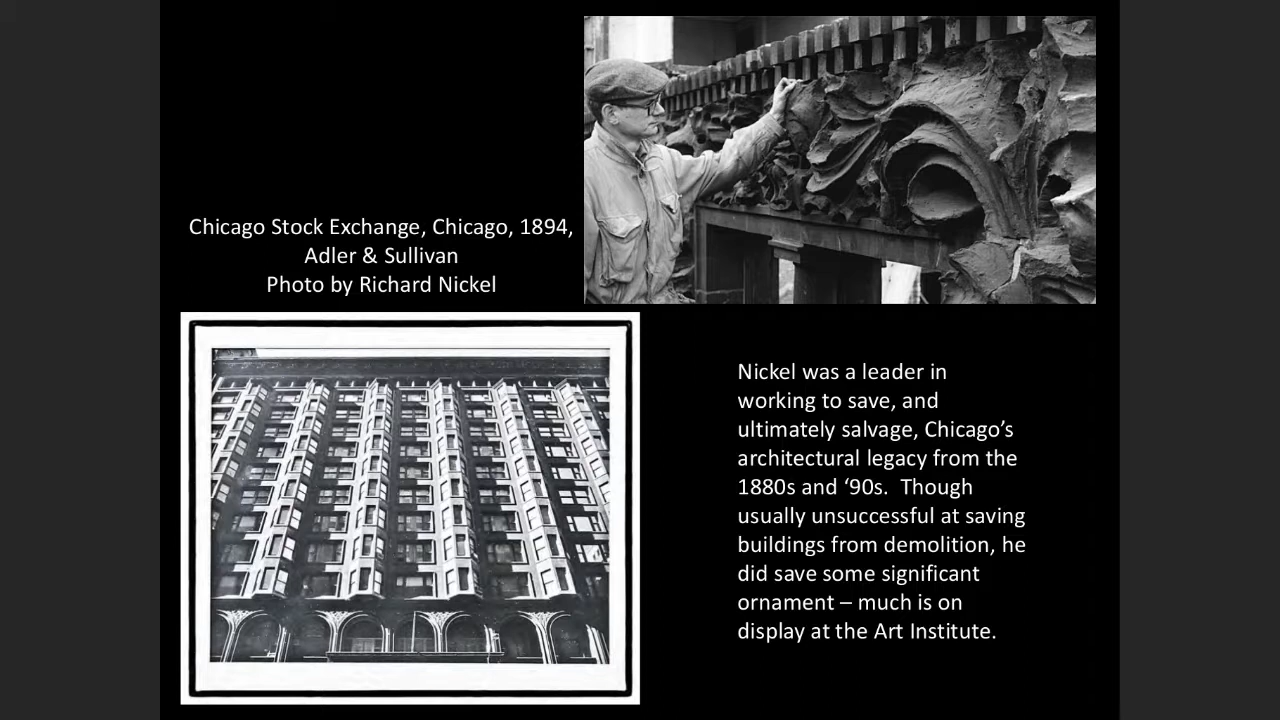 Chicago Stock Exchange, Chicago, 1894,
Adler & Sullivan
Photo by Richard Nickel
Nickel was a leader in
working to save, and
ultimately salvage, Chicago’s
architectural legacy from the
1880s and ‘90s.  Though
usually unsuccessful at saving
buildings from demolition, he
did save some significant
ornament – much is on
display at the Art Institute.